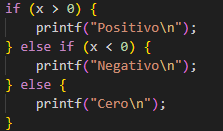 if (x > 0) {
    printf("Positivo\n");
} else if (x < 0) {
    printf("Negativo\n");
} else {
    printf("Cero\n");
}